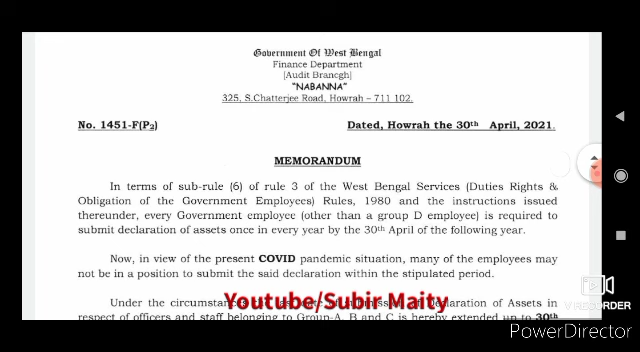 Government Of West Bengal
Finance Department
[Audit Brancgh]
"NABANNA"
325, S.Chatterjee Road, Howrah – 711 102.
No. 1451-F(P2) Dated, Howrah the 30th April, 2021.
MEMORANDUM
In terms of sub-rule (6) of rule 3 of the West Bengal Services (Duties Rights &
Obligation of the Government Employees) Rules, 1980 and the instructions issued
thereunder, every Government employee (other than a group D employee) is required to
submit declaration of assets once in every year by the 30th April of the following year.
Now, in view of the present COVID pandemic situation, many of the employees may
not be in a position to submit the said declaration within the stipulated period.
Under the Declaration of Assets in
respect of officers and staff belonging to Group-A, B and C is hereby extended up to 30th
Youtube/Subir Maity
V RECORDER
PowerDirector